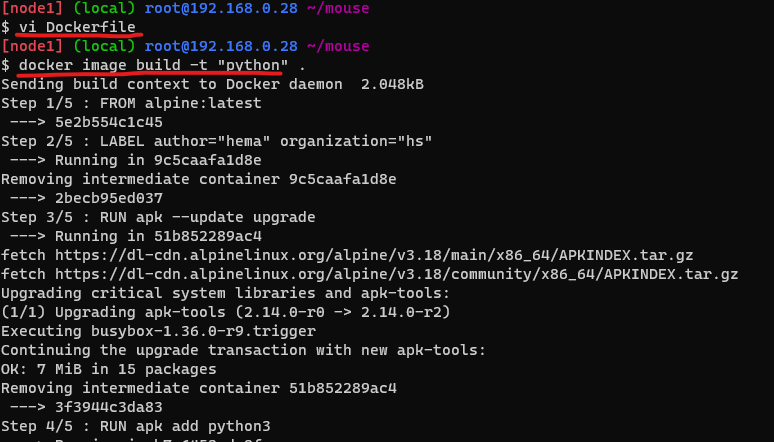 [node1] (local) root@192.168.0.28 ~/mouse
$ vi Dockerfile
[node1] (local) root@192.168.0.28 ~/mouse
$ docker image build -t "python" .
Sending build context to Docker daemon  2.048kB
Step 1/5 : FROM alpine:latest
 ---> 5e2b554c1c45
Step 2/5 : LABEL author="hema" organization="hs"
 ---> Running in 9c5caafa1d8e
Removing intermediate container 9c5caafa1d8e
 ---> 2becb95ed037
Step 3/5 : RUN apk --update upgrade
 ---> Running in 51b852289ac4
fetch https://dl-cdn.alpinelinux.org/alpine/v3.18/main/x86_64/APKINDEX.tar.gz
fetch https://dl-cdn.alpinelinux.org/alpine/v3.18/community/x86_64/APKINDEX.tar.gz
Upgrading critical system libraries and apk-tools:
(1/1) Upgrading apk-tools (2.14.0-r0 -> 2.14.0-r2)
Executing busybox-1.36.0-r9.trigger
Continuing the upgrade transaction with new apk-tools:
OK: 7 MiB in 15 packages
Removing intermediate container 51b852289ac4
 ---> 3f3944c3da83
Step 4/5 : RUN apk add python3
 ---> Running in